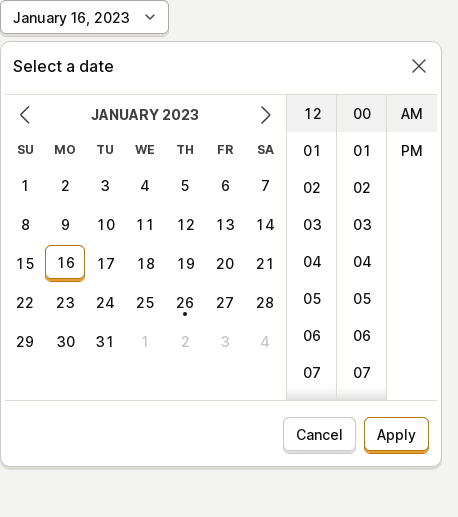 January 16, 2023
Select a date
JANUARY 2023
SU MO TU WE TH FR SA
1 2 3 4 5 6 7
8 9 10 11 12 13 14
15 16 17 18 19 20 21
22 23 24 25 26 27 28
29 30 31 1 2 3 4
12 00 AM
01 01 PM
02 02
03 03
04 04
05 05
06 06
07 07
Cancel Apply